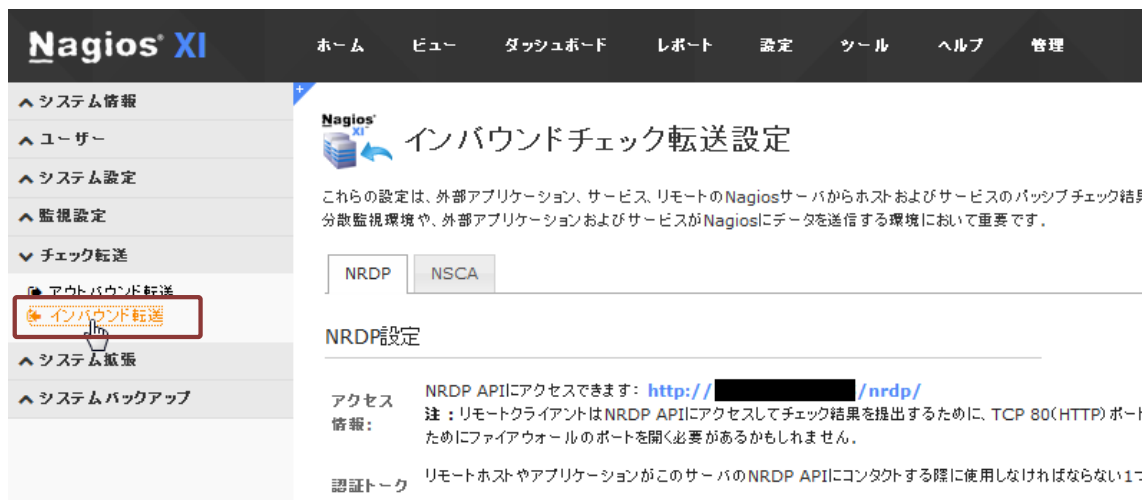 Nagios® XI
ホーム ビュー ダッシュボード レポート 設定 ツール ヘルプ 管理
システム情報
ユーザー
システム設定
監視設定
チェック転送
アウトバウンド転送
インバウンド転送
システム拡張
システムバックアップ
Nagios® XI
インバウンドチェック転送設定
これらの設定は、外部アプリケーション、サービス、リモートのNagiosサーバからホストおよびサービスのパッシブチェック結果
分散監視環境や、外部アプリケーションおよびサービスがNagiosにデータを送信する環境において重要です.
NRDP NSCA
NRDP設定
アクセス情報:
NRDP APIにアクセスできます: http:// /nrdp/
注：リモートクライアントはNRDP APIにアクセスしてチェック結果を提出するために、TCP 80(HTTP)ポート
ためにファイアウォールのポートを開く必要があるかもしれません.
認証トーク
リモートホストやアプリケーションがこのサーバのNRDP APIにコンタクトする際に使用しなければならない1つ